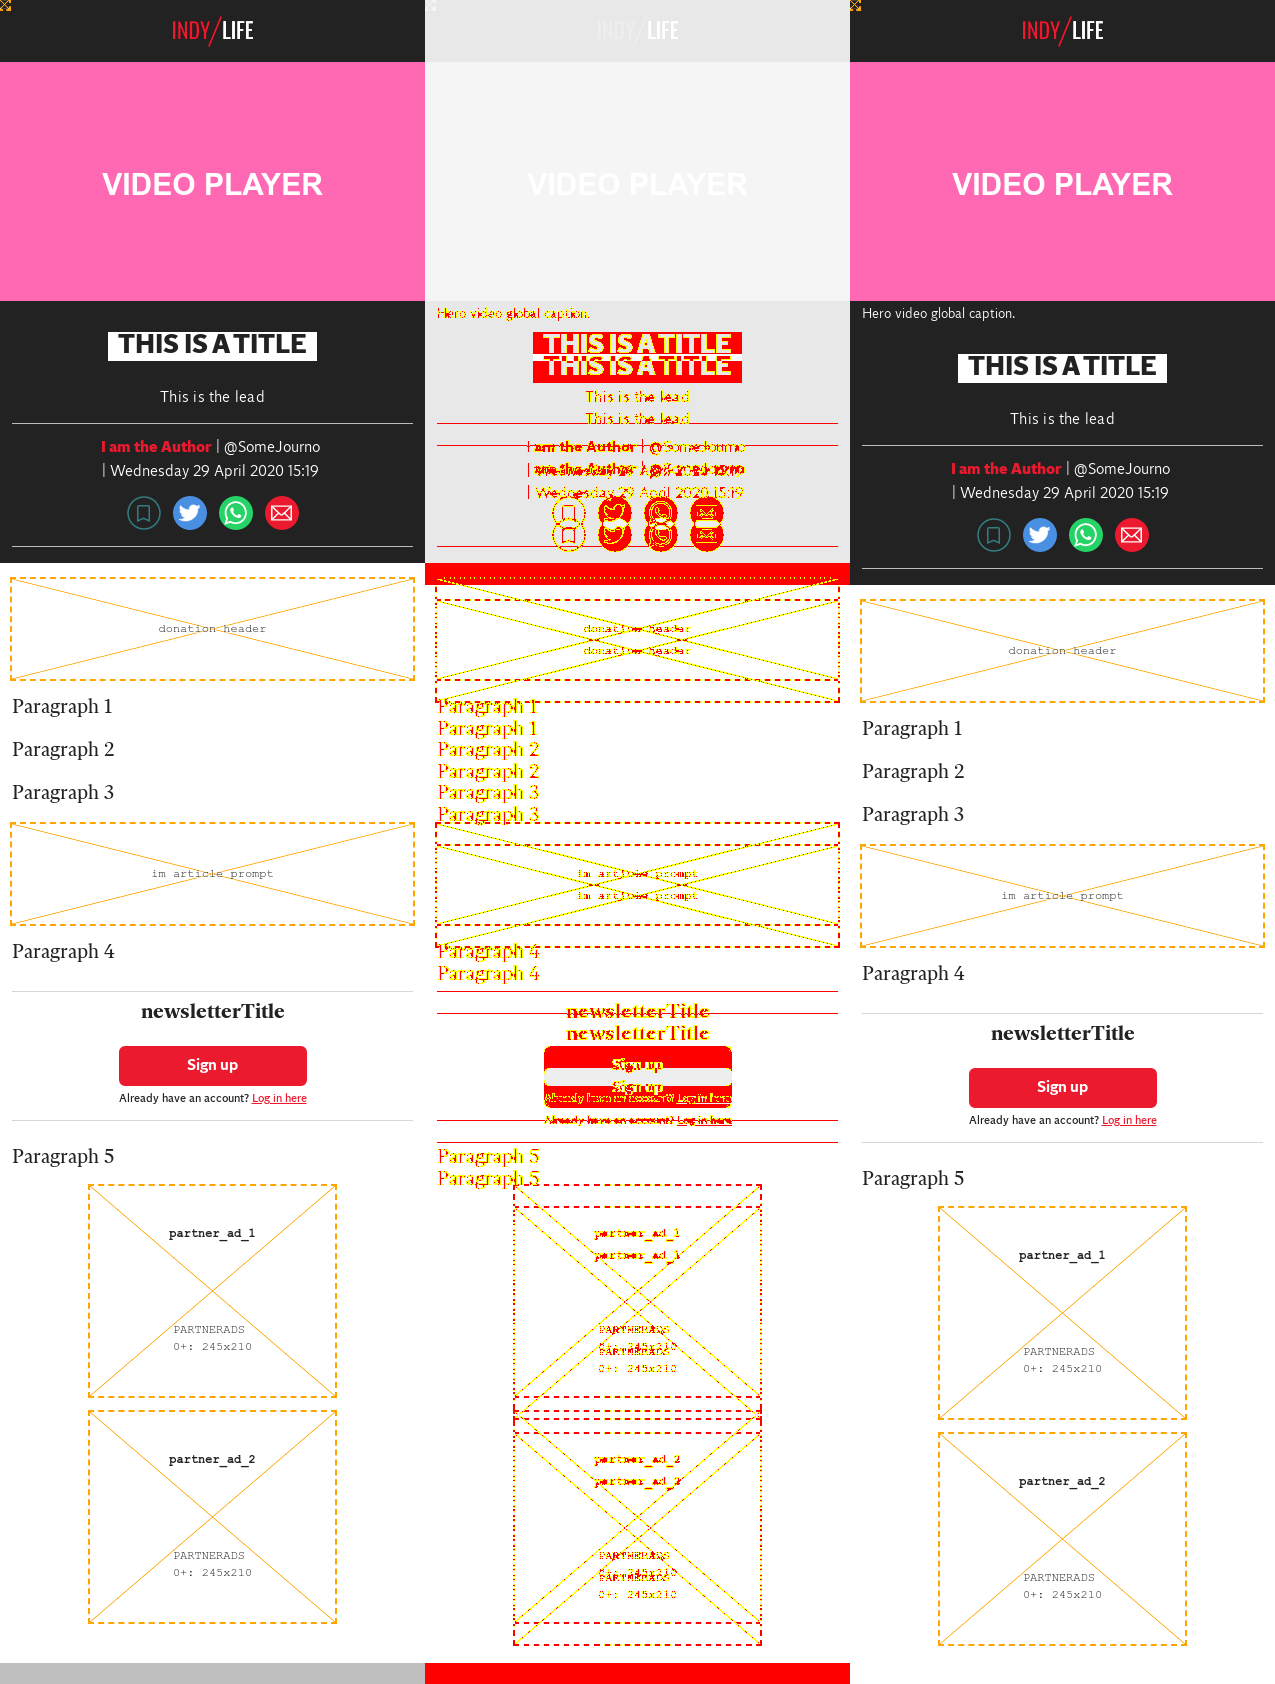 INDY/LIFE
VIDEO PLAYER
THIS IS A TITLE
This is the lead
I am the Author | @SomeJourno
| Wednesday 29 April 2020 15:19
donation header
Paragraph 1
Paragraph 2
Paragraph 3
im article prompt
Paragraph 4
newsletterTitle
Sign up
Already have an account? Log in here
Paragraph 5
partner_ad_1
PARTNERADS
0+: 245x210
partner_ad_2
PARTNERADS
0+: 245x210
INDY/LIFE
VIDEO PLAYER
Hero video global caption.
THIS IS A TITLE
THIS IS A TITLE
This is the lead
This is the lead
I am the Author | @SomeJourno
| Wednesday 29 April 2020 15:19
donation header
donation header
Paragraph 1
Paragraph 1
Paragraph 2
Paragraph 2
Paragraph 3
Paragraph 3
im article prompt
im article prompt
Paragraph 4
Paragraph 4
newsletterTitle
newsletterTitle
Sign up
Sign up
Already have an account? Log in here
Already have an account? Log in here
Paragraph 5
Paragraph 5
partner_ad_1
partner_ad_1
PARTNERADS
0+: 245x210
PARTNERADS
0+: 245x210
partner_ad_2
partner_ad_2
PARTNERADS
0+: 245x210
PARTNERADS
0+: 245x210
INDY/LIFE
VIDEO PLAYER
Hero video global caption.
THIS IS A TITLE
This is the lead
I am the Author | @SomeJourno
| Wednesday 29 April 2020 15:19
donation header
Paragraph 1
Paragraph 2
Paragraph 3
im article prompt
Paragraph 4
newsletterTitle
Sign up
Already have an account? Log in here
Paragraph 5
partner_ad_1
PARTNERADS
0+: 245x210
partner_ad_2
PARTNERADS
0+: 245x210